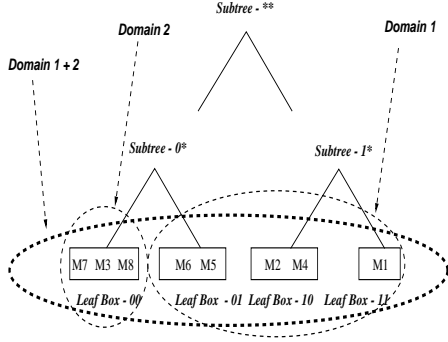 Subtree - **
Domain 2
Domain 1
Domain 1 + 2
Subtree - 0*
Subtree - 1*
M7 M3 M8
M6 M5
M2 M4
M1
Leaf Box - 00
Leaf Box - 01
Leaf Box - 10
Leaf Box - 11